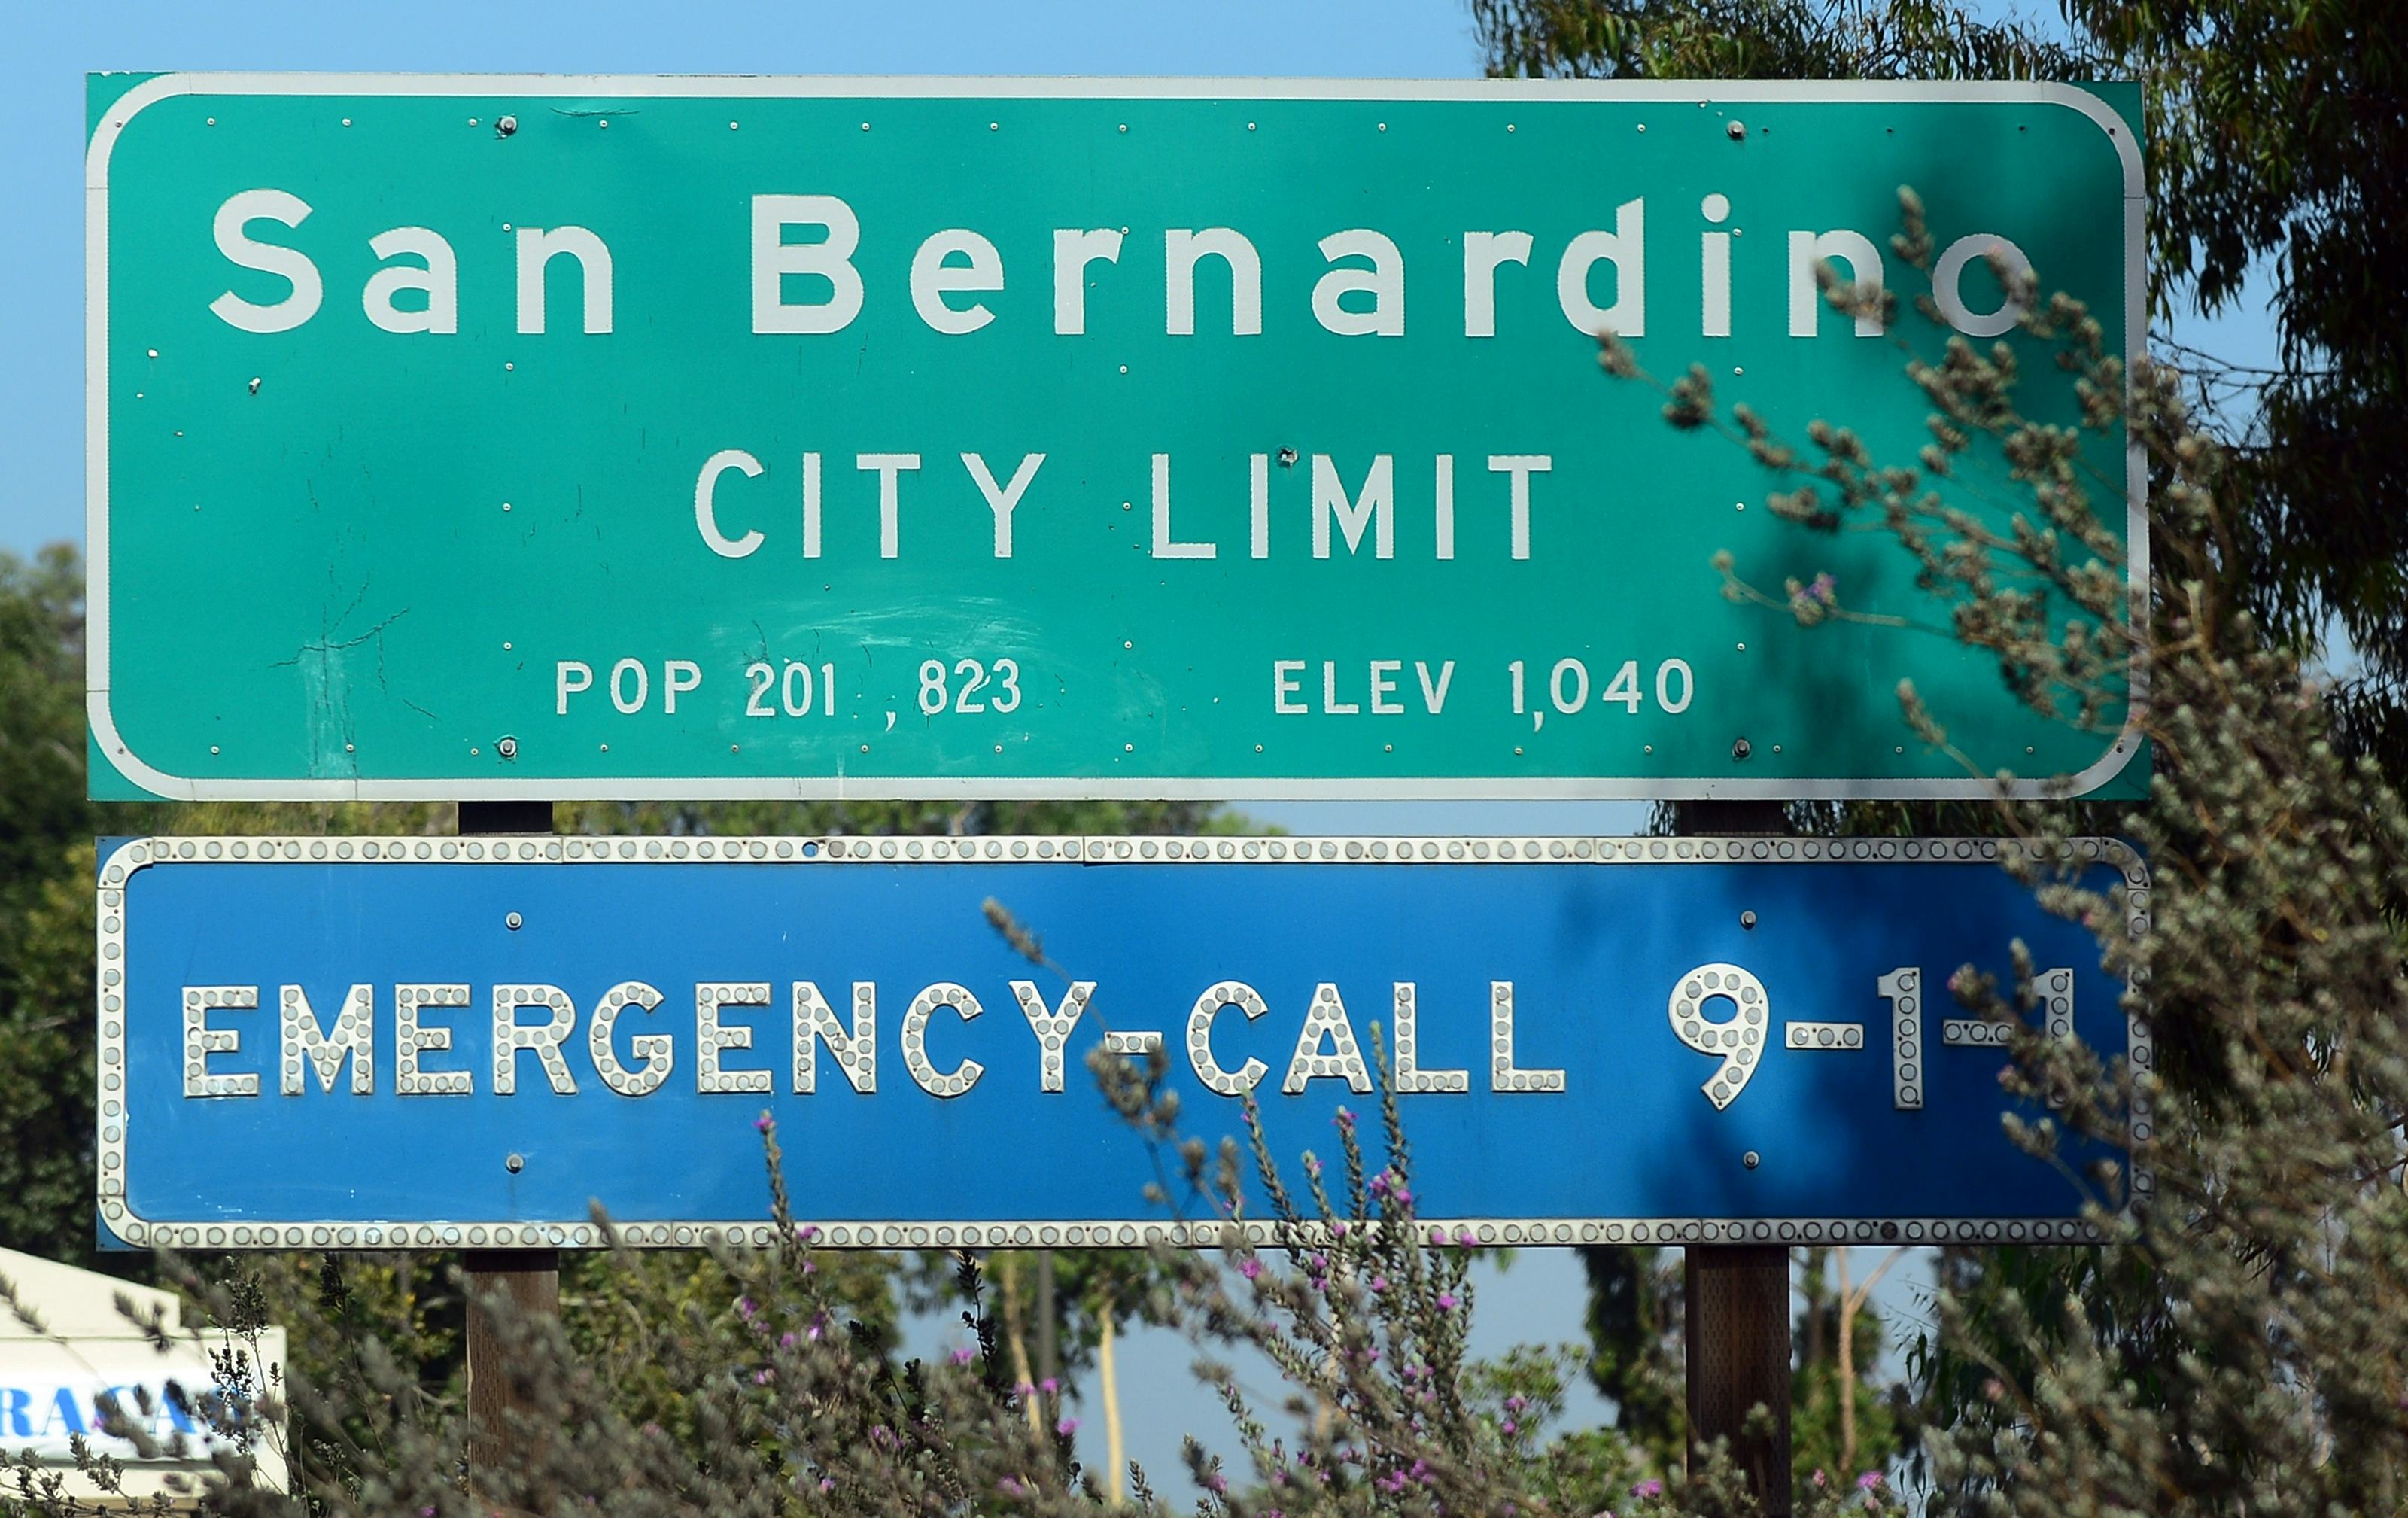 San Bernardino
CITY LIMIT
POP 201,823 ELEV 1,040
EMERGENCY-CALL 9-1-1